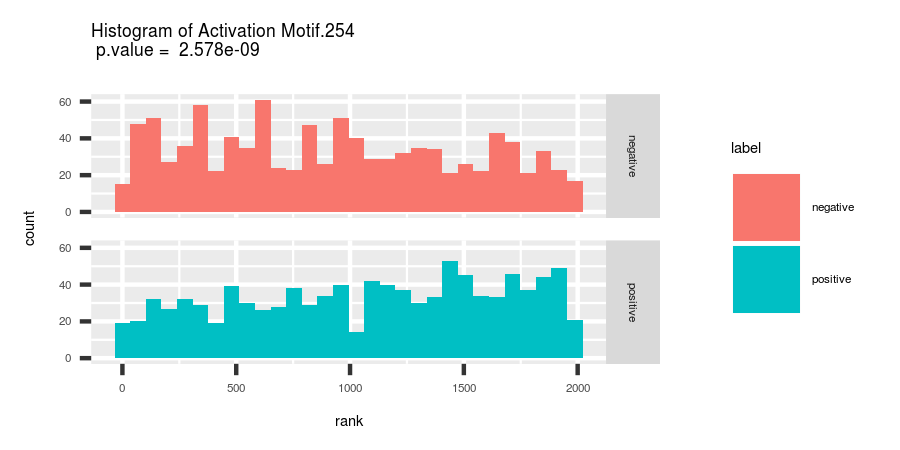 Histogram of Activation Motif.254
p.value = 2.578e-09
count
60
40
20
0
negative
60
40
20
0
positive
0 500 1000 1500 2000
rank
label
negative
positive